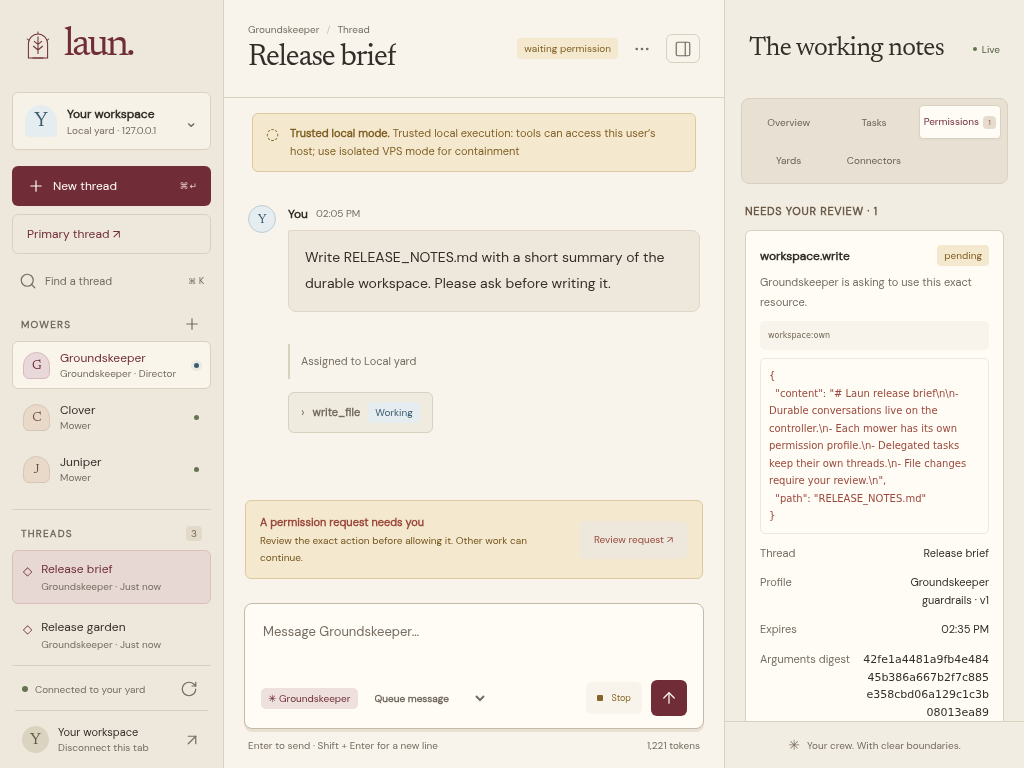 laun.
Y
Your workspace
Local yard · 127.0.0.1
+ New thread ⌘↵
Primary thread ↗
Find a thread ⌘ K
MOWERS +
G
Groundskeeper
Groundskeeper · Director
C
Clover
Mower
J
Juniper
Mower
THREADS 3
Release brief
Groundskeeper · Just now
Release garden
Groundskeeper · Just now
Connected to your yard
Y
Your workspace
Disconnect this tab
Groundskeeper / Thread
Release brief
waiting permission
Trusted local mode. Trusted local execution: tools can access this user's
host; use isolated VPS mode for containment
Y
You 02:05 PM
Write RELEASE_NOTES.md with a short summary of the
durable workspace. Please ask before writing it.
Assigned to Local yard
› write_file Working
A permission request needs you
Review the exact action before allowing it. Other work can
continue.
Review request ↗
Message Groundskeeper...
✳ Groundskeeper
Queue message
Stop
Enter to send · Shift + Enter for a new line
1,221 tokens
The working notes
• Live
Overview
Tasks
Permissions 1
Yards
Connectors
NEEDS YOUR REVIEW · 1
workspace.write
pending
Groundskeeper is asking to use this exact
resource.
workspace:own
{
"content": "# Laun release brief\n\n-
Durable conversations live on the
controller.\n- Each mower has its own
permission profile.\n- Delegated tasks
keep their own threads.\n- File changes
require your review.\n",
"path": "RELEASE_NOTES.md"
}
Thread Release brief
Profile Groundskeeper
guardrails · v1
Expires 02:35 PM
Arguments digest 42fe1a4481a9fb4e484
45b386a667b2f7c885
e358cbd06a129c1c3b
08013ea89
✳ Your crew. With clear boundaries.